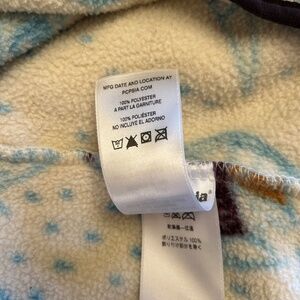 MFG DATE AND LOCATION AT
PCPSIA.COM
100% POLYESTER
A PART LA GARNITURE
100% POLIÉSTER
NO INCLUYE EL ADORNO
ia
ポリエステル 100%